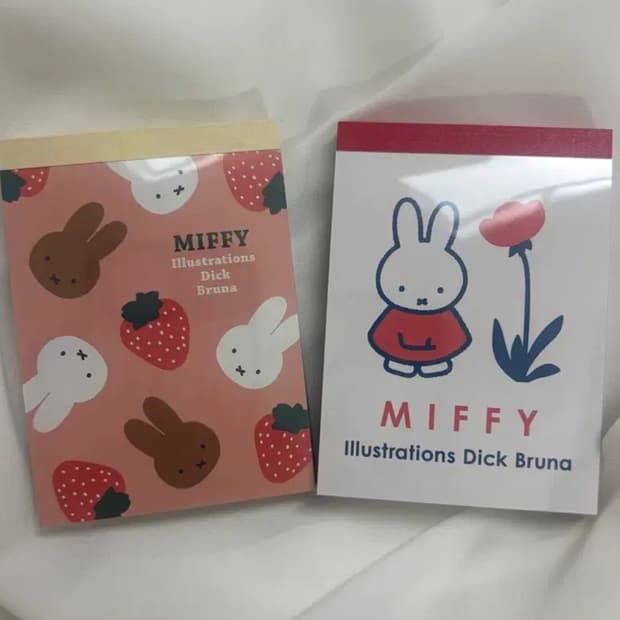 MIFFY
Illustrations
Dick
Bruna
MIFFY
Illustrations Dick Bruna